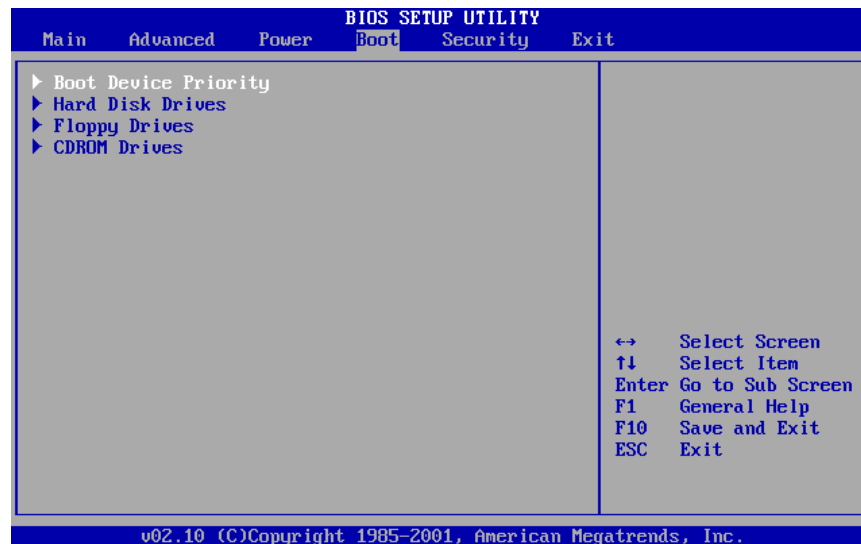 BIOS SETUP UTILITY
Main Advanced Power Boot Security Exit
Boot Device Priority
Hard Disk Drives
Floppy Drives
CDROM Drives
↔ Select Screen
↑↓ Select Item
Enter Go to Sub Screen
F1 General Help
F10 Save and Exit
ESC Exit
v02.10 (C)Copyright 1985-2001, American Megatrends, Inc.